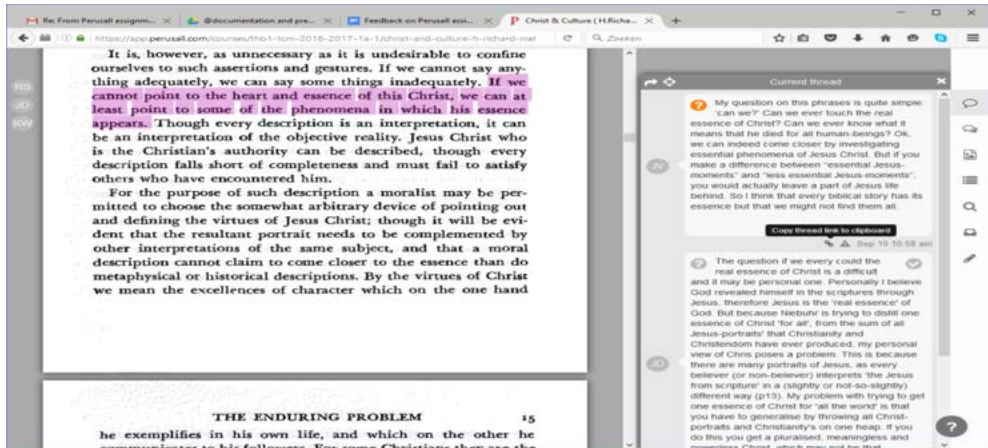 Re: From Perusall assignm...
@documentation and pre...
Feedback on Perusall assi...
Christ & Culture ( H.Richa...
https://app.perusall.com/courses/thb1-tcm-2016-2017-1a-1/christ-and-culture-h-richard-niel
Zoeken
It is, however, as unnecessary as it is undesirable to confine
ourselves to such assertions and gestures. If we cannot say any-
thing adequately, we can say some things inadequately. If we
cannot point to the heart and essence of this Christ, we can at
least point to some of the phenomena in which his essence
appears. Though every description is an interpretation, it can
be an interpretation of the objective reality. Jesus Christ who
is the Christian's authority can be described, though every
description falls short of completeness and must fail to satisfy
others who have encountered him.
For the purpose of such description a moralist may be per-
mitted to choose the somewhat arbitrary device of pointing out
and defining the virtues of Jesus Christ; though it will be evi-
dent that the resultant portrait needs to be complemented by
other interpretations of the same subject, and that a moral
description cannot claim to come closer to the essence than do
metaphysical or historical descriptions. By the virtues of Christ
we mean the excellences of character which on the one hand
THE ENDURING PROBLEM 15
he exemplifies in his own life, and which on the other he
communicates to his followers. For some Christians they are the
RS
JD
KW
Current thread
My question on this phrases is quite simple:
'can we?' Can we ever touch the real
essence of Christ? Can we ever know what it
means that he died for all human-beings? Ok,
we can indeed come closer by investigating
essential phenomena of Jesus Christ. But if you
make a difference between "essential Jesus-
moments" and "less essential Jesus-moments",
you would actually leave a part of Jesus life
behind. So I think that every biblical story has its
essence but that we might not find them all.
Copy thread link to clipboard
Sep 10 10:58 am
The question if we every could the
real essence of Christ is a difficult
and it may be personal one. Personally I believe
God revealed himself in the scriptures through
Jesus, therefore Jesus is the 'real essence' of
God. But because Niebuhr is trying to distill one
essence of Christ 'for all', from the sum of all
Jesus-portraits' that Christianity and
Christendom have ever produced, my personal
view of Chris poses a problem. This is because
there are many portraits of Jesus, as every
believer (or non-believer) interprets 'the Jesus
from scripture' in a (slightly or not-so-slightly)
different way (p13). My problem with trying to get
one essence of Christ for 'all the world' is that
you have to generalise by throwing all Christ-
portraits and Christianity's on one heap. If you
do this you get a pluralised, meaningless and
JD